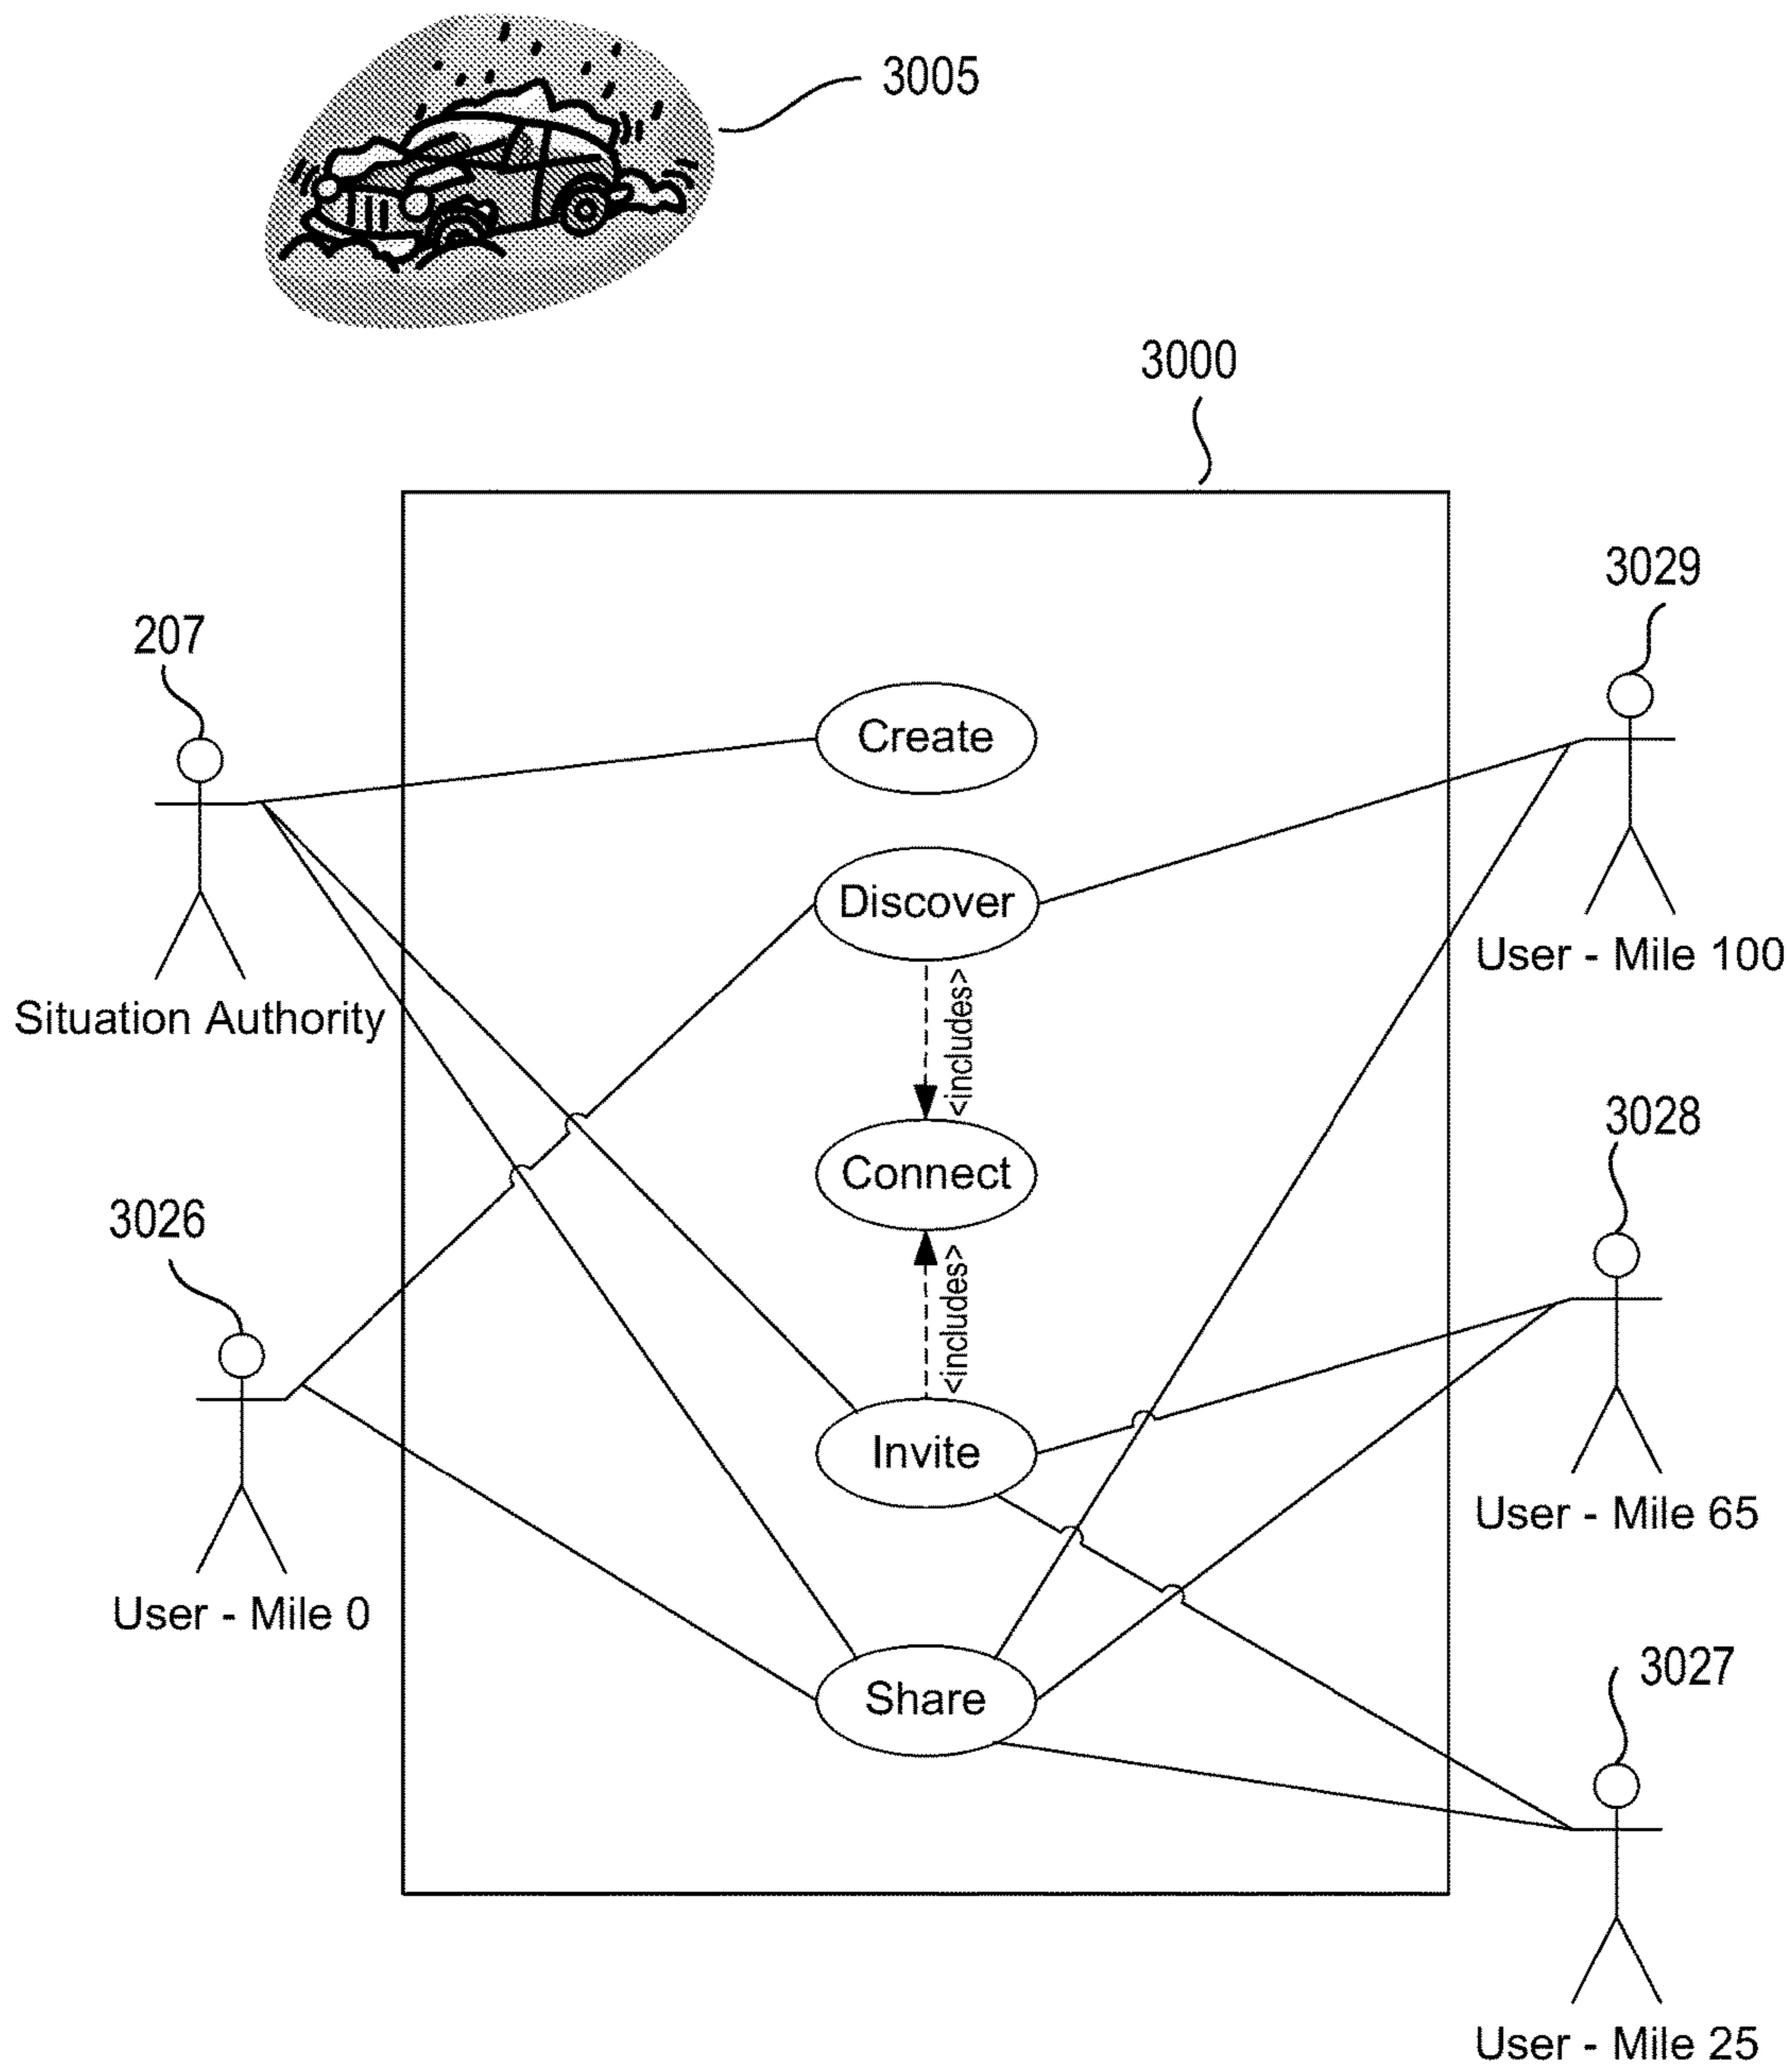 3005
3000
3029
207
Create
Discover
User - Mile 100
<includes>
Situation Authority
3028
Connect
3026
<includes>
Invite
User - Mile 65
User - Mile 0
3027
Share
User - Mile 25